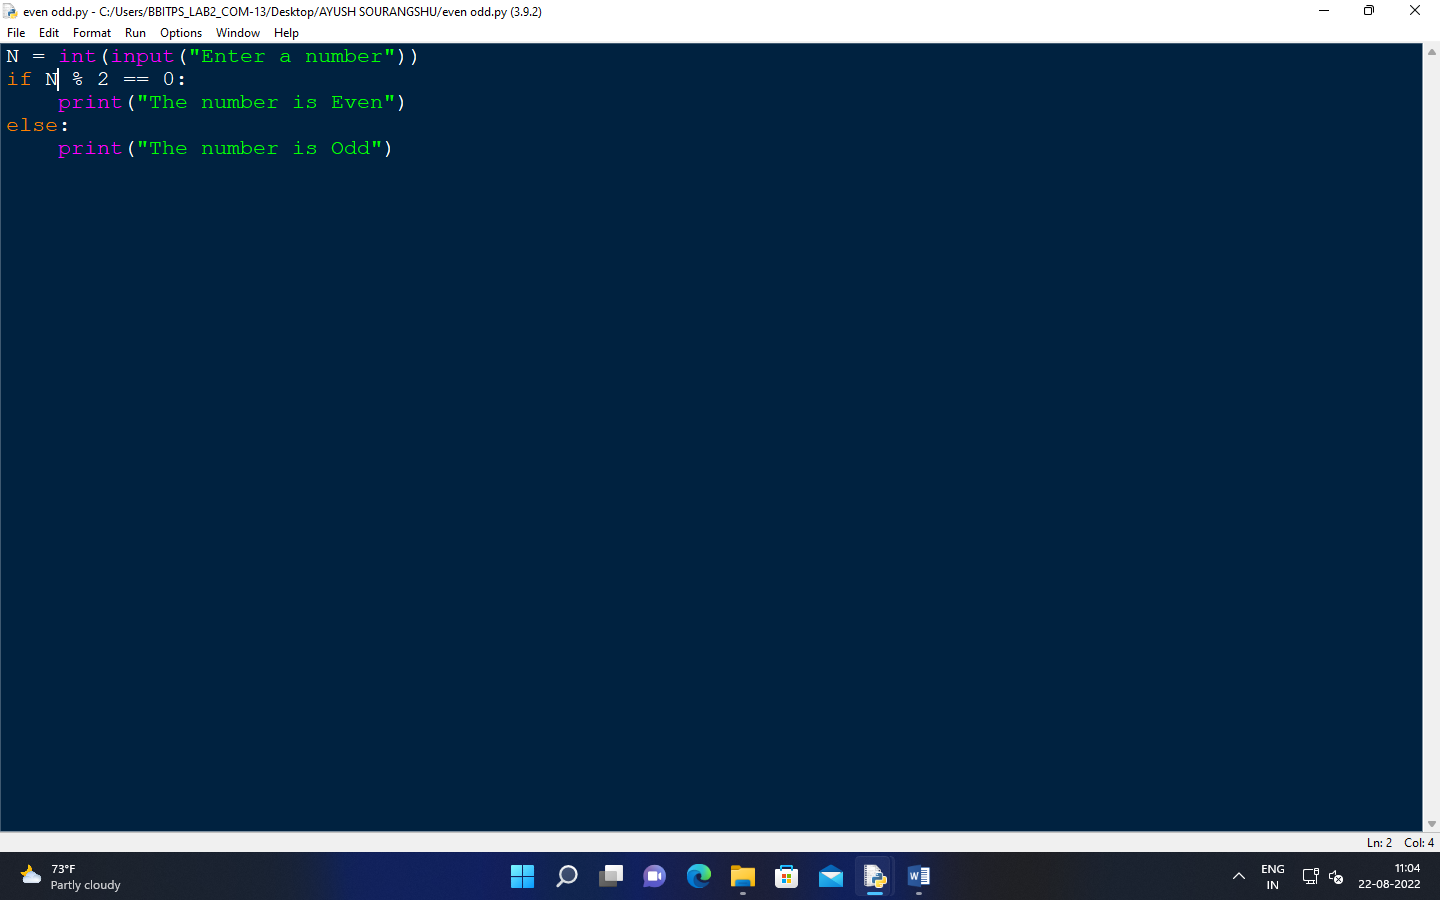 even odd.py - C:/Users/BBITPS_LAB2_COM-13/Desktop/AYUSH SOURANGSHU/even odd.py (3.9.2)
File Edit Format Run Options Window Help
N = int(input("Enter a number"))
if N % 2 == 0:
    print("The number is Even")
else:
    print("The number is Odd")
Ln: 2 Col: 4
73°F
Partly cloudy
ENG
IN
11:04
22-08-2022